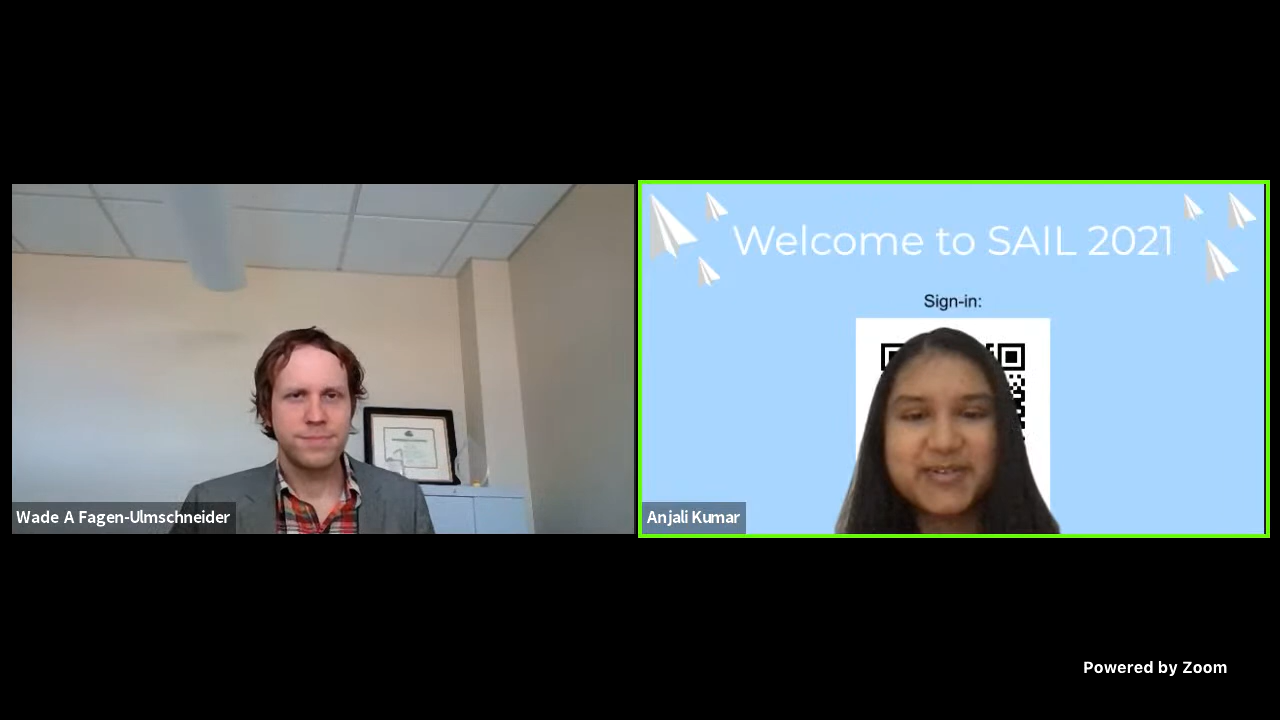 Welcome to SAIL 2021
Sign-in:
Wade A Fagen-Ulmschneider
Anjali Kumar
Powered by Zoom